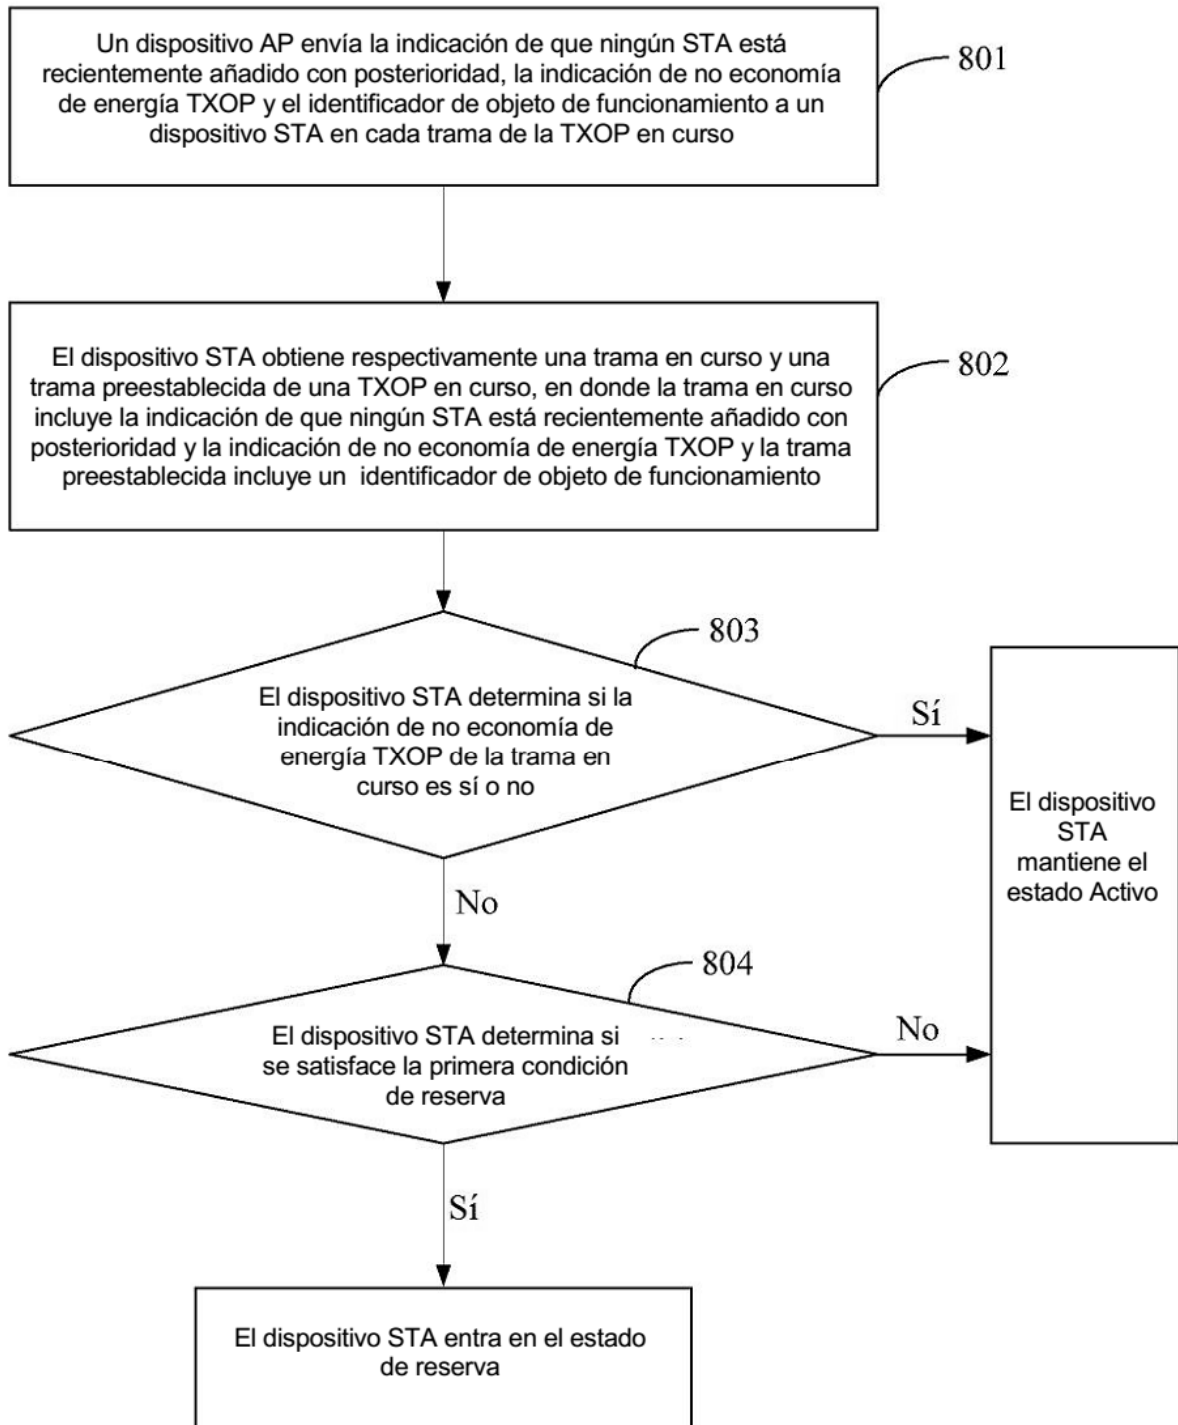 Un dispositivo AP envía la indicación de que ningún STA está
recientemente añadido con posterioridad, la indicación de no economía
de energía TXOP y el identificador de objeto de funcionamiento a un
dispositivo STA en cada trama de la TXOP en curso
801
El dispositivo STA obtiene respectivamente una trama en curso y una
trama preestablecida de una TXOP en curso, en donde la trama en curso
incluye la indicación de que ningún STA está recientemente añadido con
posterioridad y la indicación de no economía de energía TXOP y la trama
preestablecida incluye un identificador de objeto de funcionamiento
802
803
El dispositivo STA determina si la
indicación de no economía de
energía TXOP de la trama en
curso es sí o no
Sí
El dispositivo
STA
mantiene el
estado Activo
No
804
El dispositivo STA determina si
se satisface la primera condición
de reserva
No
Sí
El dispositivo STA entra en el estado
de reserva